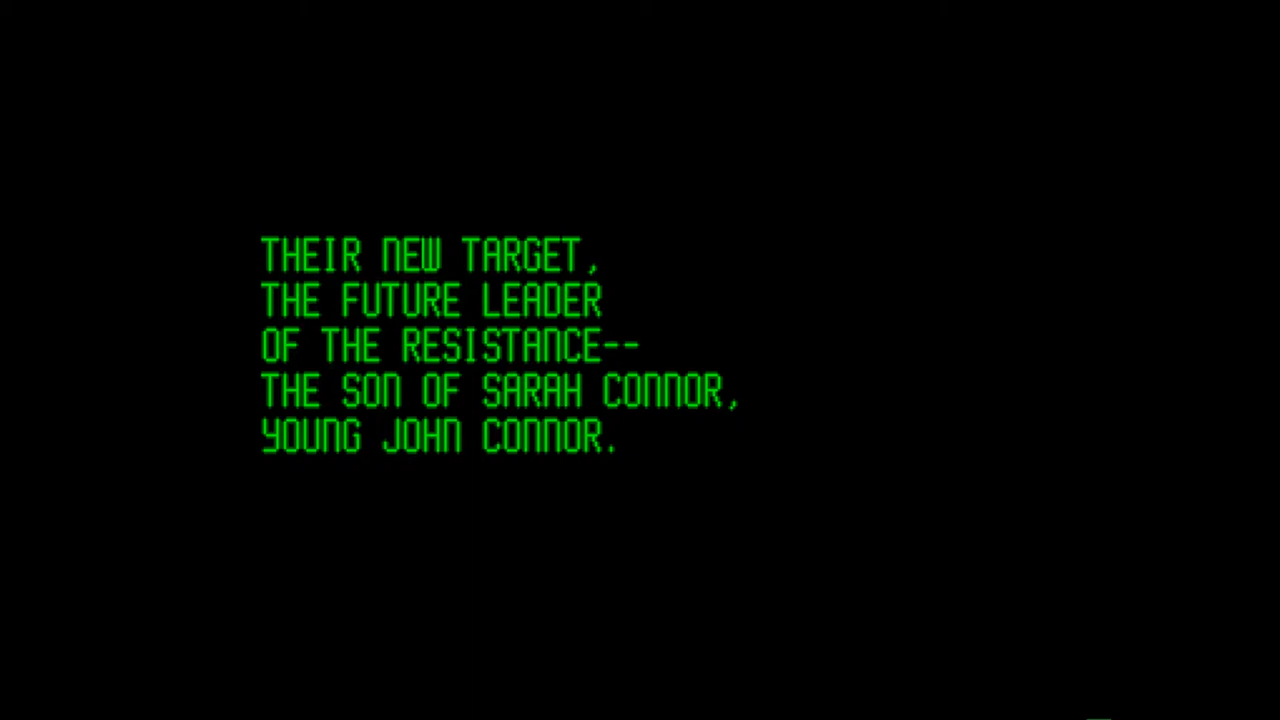 THEIR NEW TARGET,
THE FUTURE LEADER
OF THE RESISTANCE--
THE SON OF SARAH CONNOR,
YOUNG JOHN CONNOR.